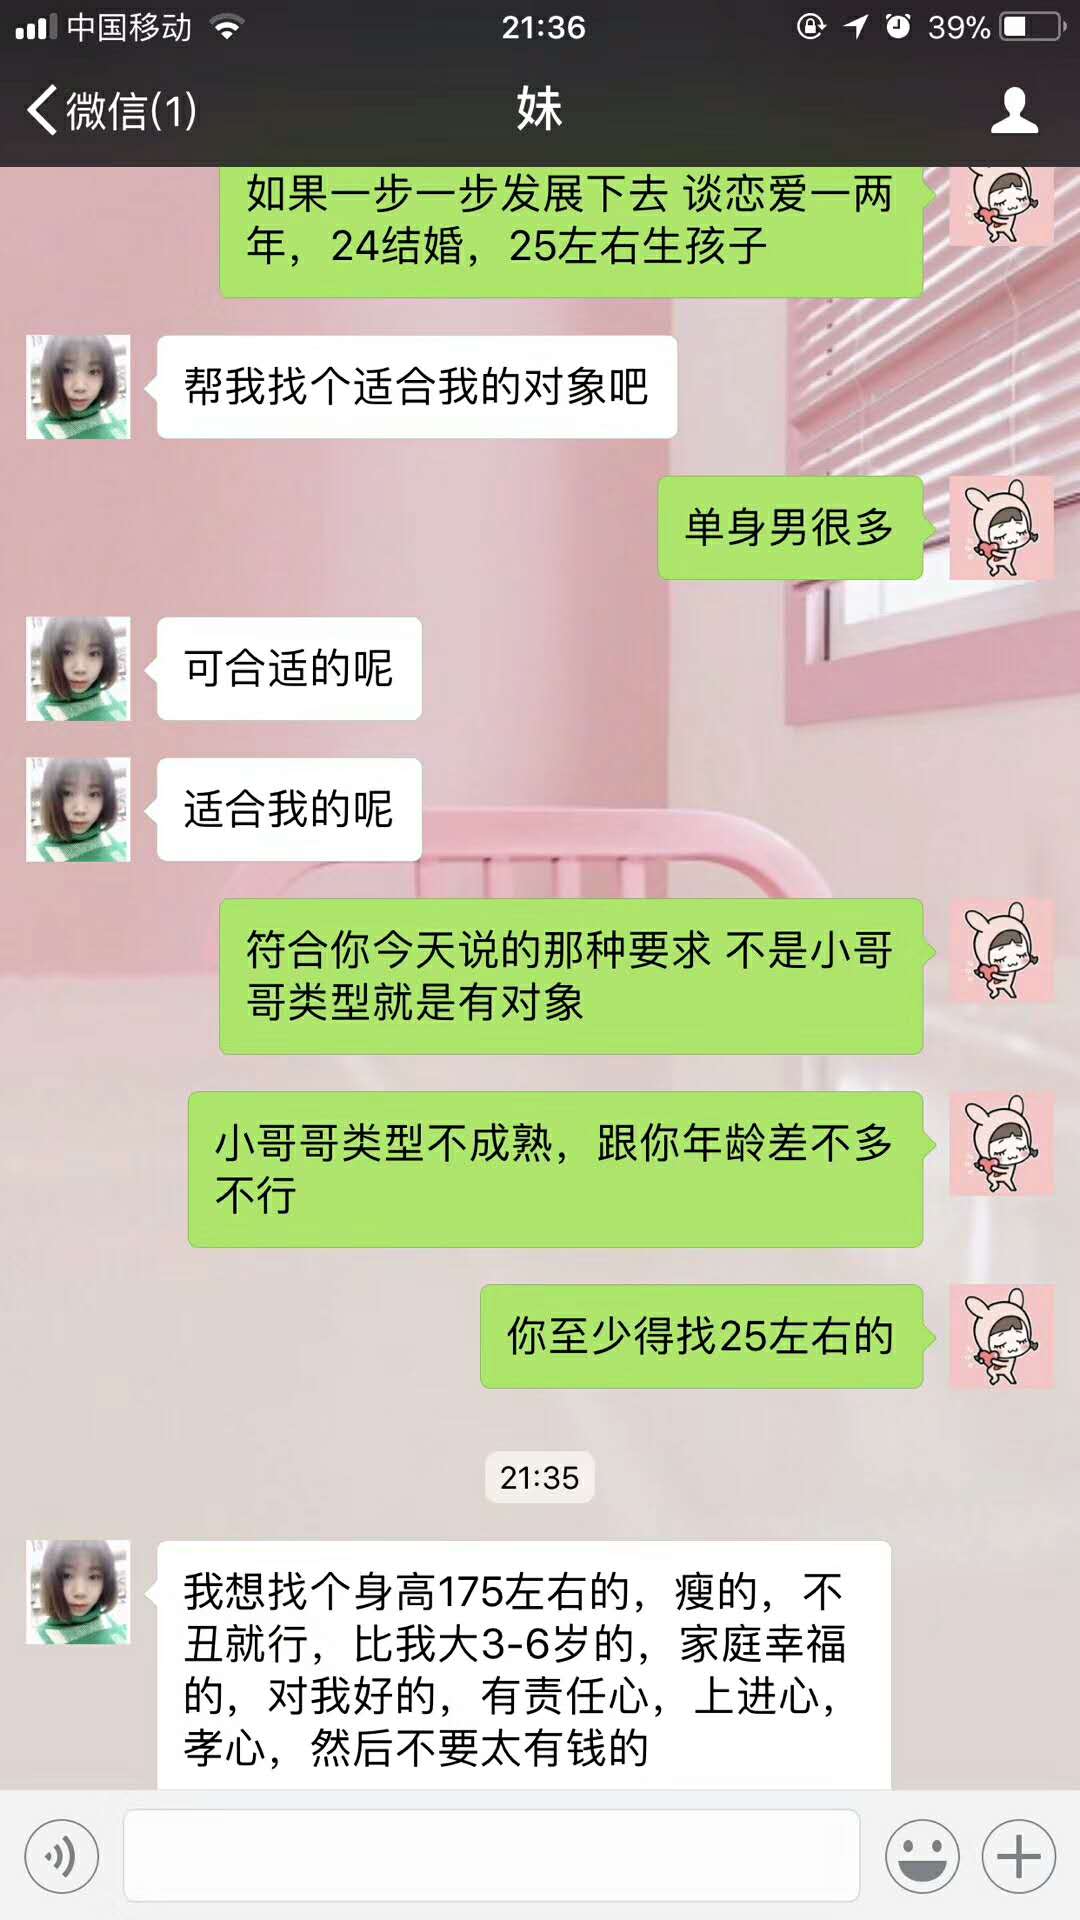 中国移动 21:36 39%
微信(1) 妹
如果一步一步发展下去 谈恋爱一两
年，24结婚，25左右生孩子
帮我找个适合我的对象吧
单身男很多
可合适的呢
适合我的呢
符合你今天说的那种要求 不是小哥
哥类型就是有对象
小哥哥类型不成熟，跟你年龄差不多
不行
你至少得找25左右的
21:35
我想找个身高175左右的，瘦的，不
丑就行，比我大3-6岁的，家庭幸福
的，对我好的，有责任心，上进心，
孝心，然后不要太有钱的